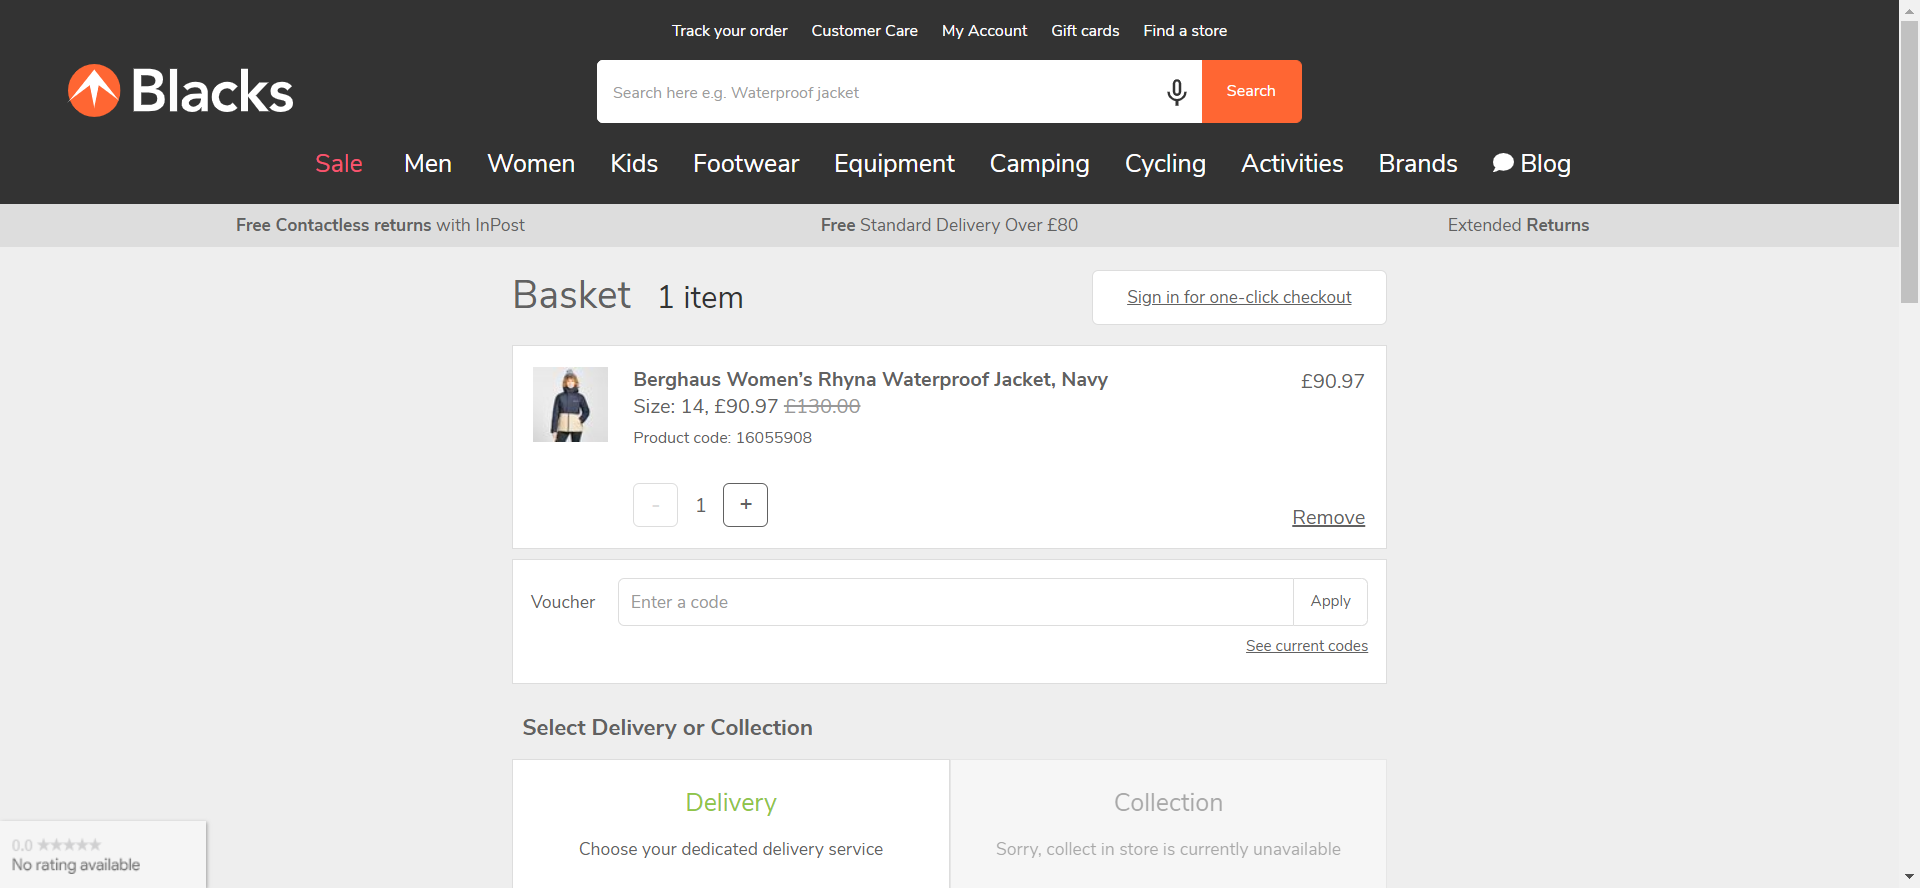 Track your order Customer Care My Account Gift cards Find a store
Blacks
Search here e.g. Waterproof jacket Search
Sale Men Women Kids Footwear Equipment Camping Cycling Activities Brands Blog
Free Contactless returns with InPost Free Standard Delivery Over £80 Extended Returns
Basket 1 item Sign in for one-click checkout
Berghaus Women’s Rhyna Waterproof Jacket, Navy £90.97
Size: 14, £90.97 £130.00
Product code: 16055908
- 1 +
Remove
Voucher Enter a code Apply
See current codes
Select Delivery or Collection
Delivery Collection
Choose your dedicated delivery service Sorry, collect in store is currently unavailable
0.0 ★★★★★
No rating available